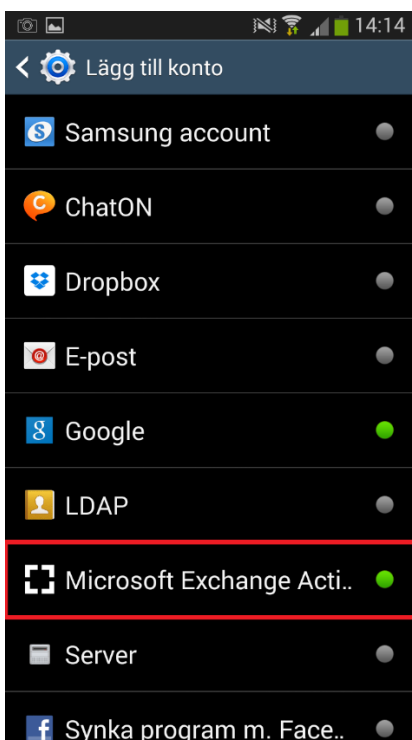 14:14
Lägg till konto
Samsung account
ChatON
Dropbox
E-post
Google
LDAP
Microsoft Exchange Acti..
Server
Synka program m. Face..